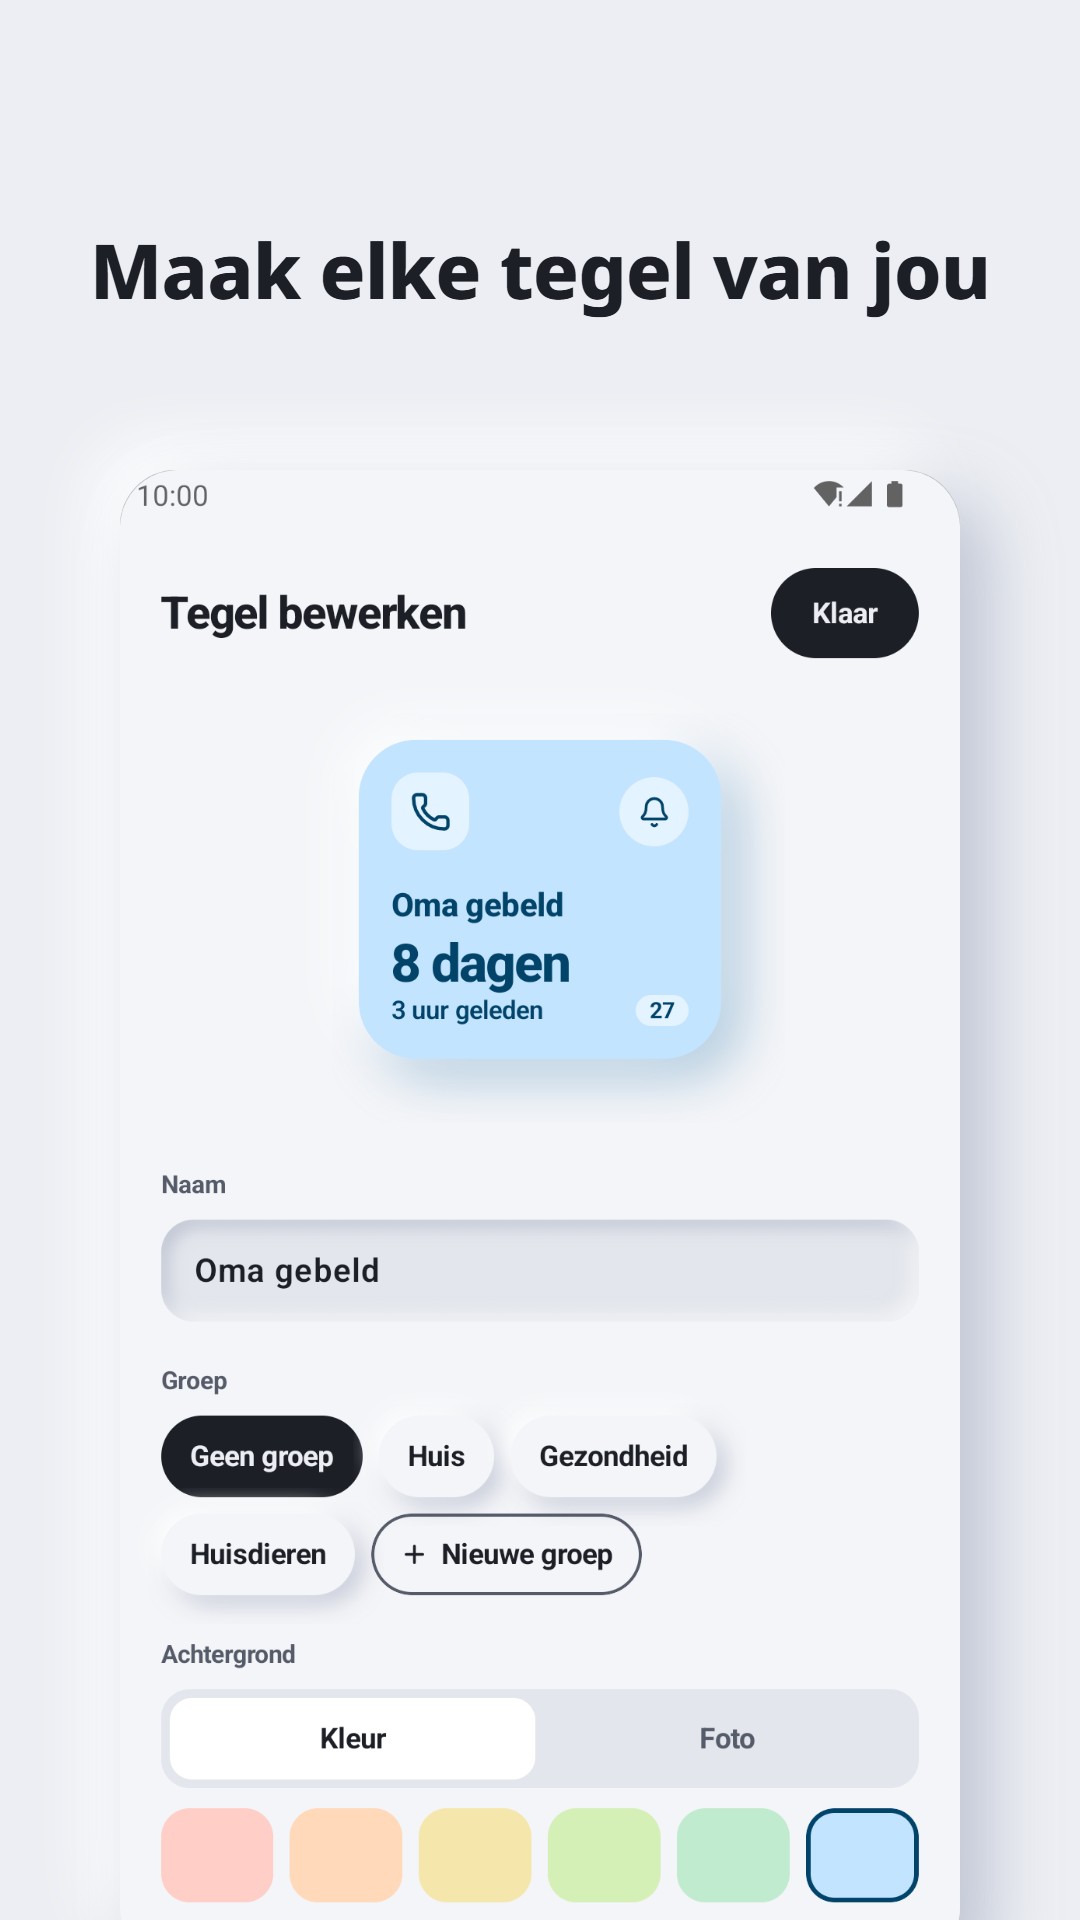 Maak elke tegel van jou
10:00
Tegel bewerken
Klaar
Oma gebeld
8 dagen
3 uur geleden
27
Naam
Oma gebeld
Groep
Geen groep
Huis
Gezondheid
Huisdieren
+ Nieuwe groep
Achtergrond
Kleur
Foto